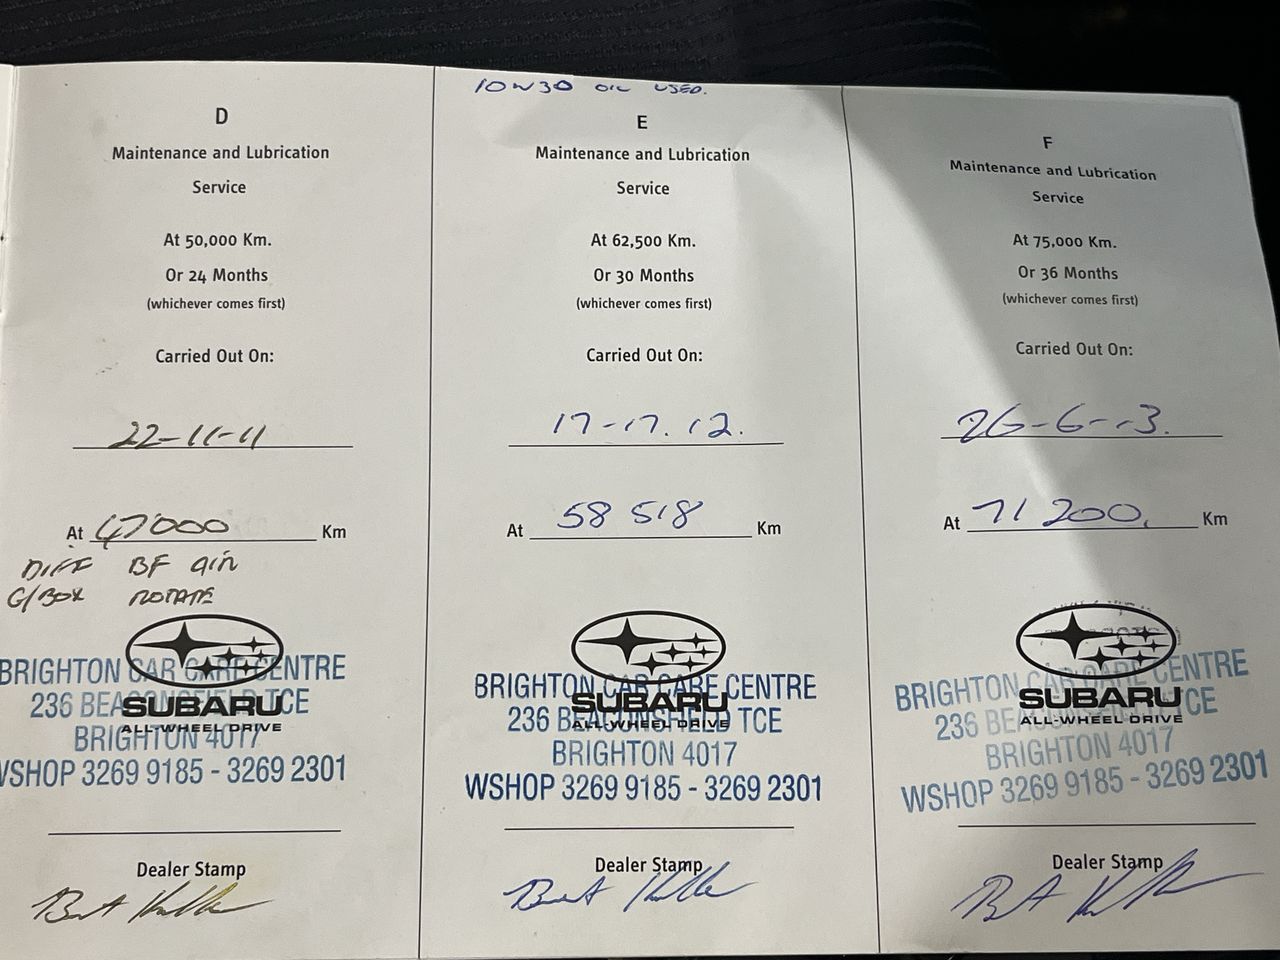 D
Maintenance and Lubrication
Service
At 50,000 Km.
Or 24 Months
(whichever comes first)
Carried Out On:
22-11-11
At 47000 Km
DIFF BF air
G/BOX ROTATE
BRIGHTON CAR CARE CENTRE
236 BEACONSFIELD TCE
SUBARU
ALL-WHEEL DRIVE
BRIGHTON 4017
WSHOP 3269 9185 - 3269 2301
Dealer Stamp
10W30 OIL USED.
E
Maintenance and Lubrication
Service
At 62,500 Km.
Or 30 Months
(whichever comes first)
Carried Out On:
At 58 518 Km
BRIGHTON CAR CARE CENTRE
SUBARU
236 BEACONSFIELD TCE
ALL-WHEEL DRIVE
BRIGHTON 4017
WSHOP 3269 9185 - 3269 2301
Dealer Stamp
F
Maintenance and Lubrication
Service
At 75,000 Km.
Or 36 Months
(whichever comes first)
Carried Out On:
26-6-13.
At 71 200. Km
BRIGHTON CAR CARE CENTRE
SUBARU
236 BEACONSFIELD TCE
ALL-WHEEL DRIVE
BRIGHTON 4017
WSHOP 3269 9185 - 3269 2301
Dealer Stamp